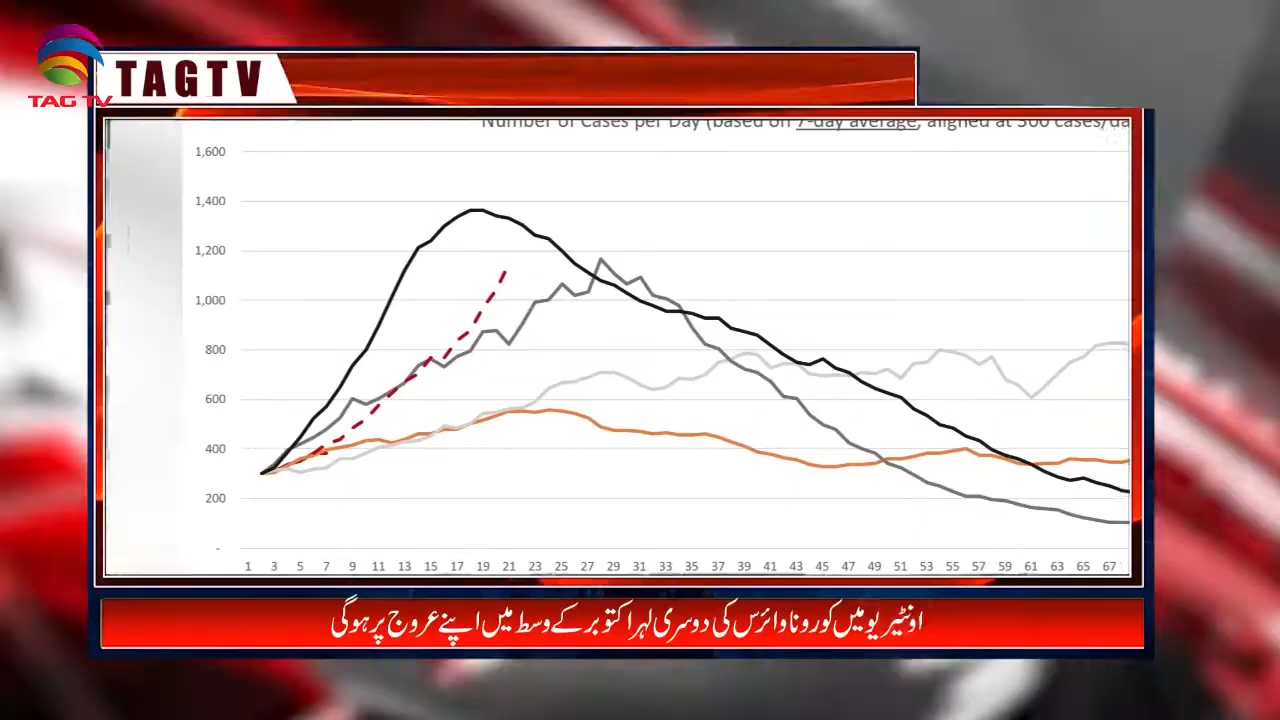 TAG TV
TAGTV
Number of Cases per Day (based on 7-day average, aligned at 300 cases/da
1,600
1,400
1,200
1,000
800
600
400
200
-
1 3 5 7 9 11 13 15 17 19 21 23 25 27 29 31 33 35 37 39 41 43 45 47 49 51 53 55 57 59 61 63 65 67
اونٹیریو میں کورونا وائرس کی دوسری لہر اکتوبر کے وسط میں اپنے عروج پر ہوگی